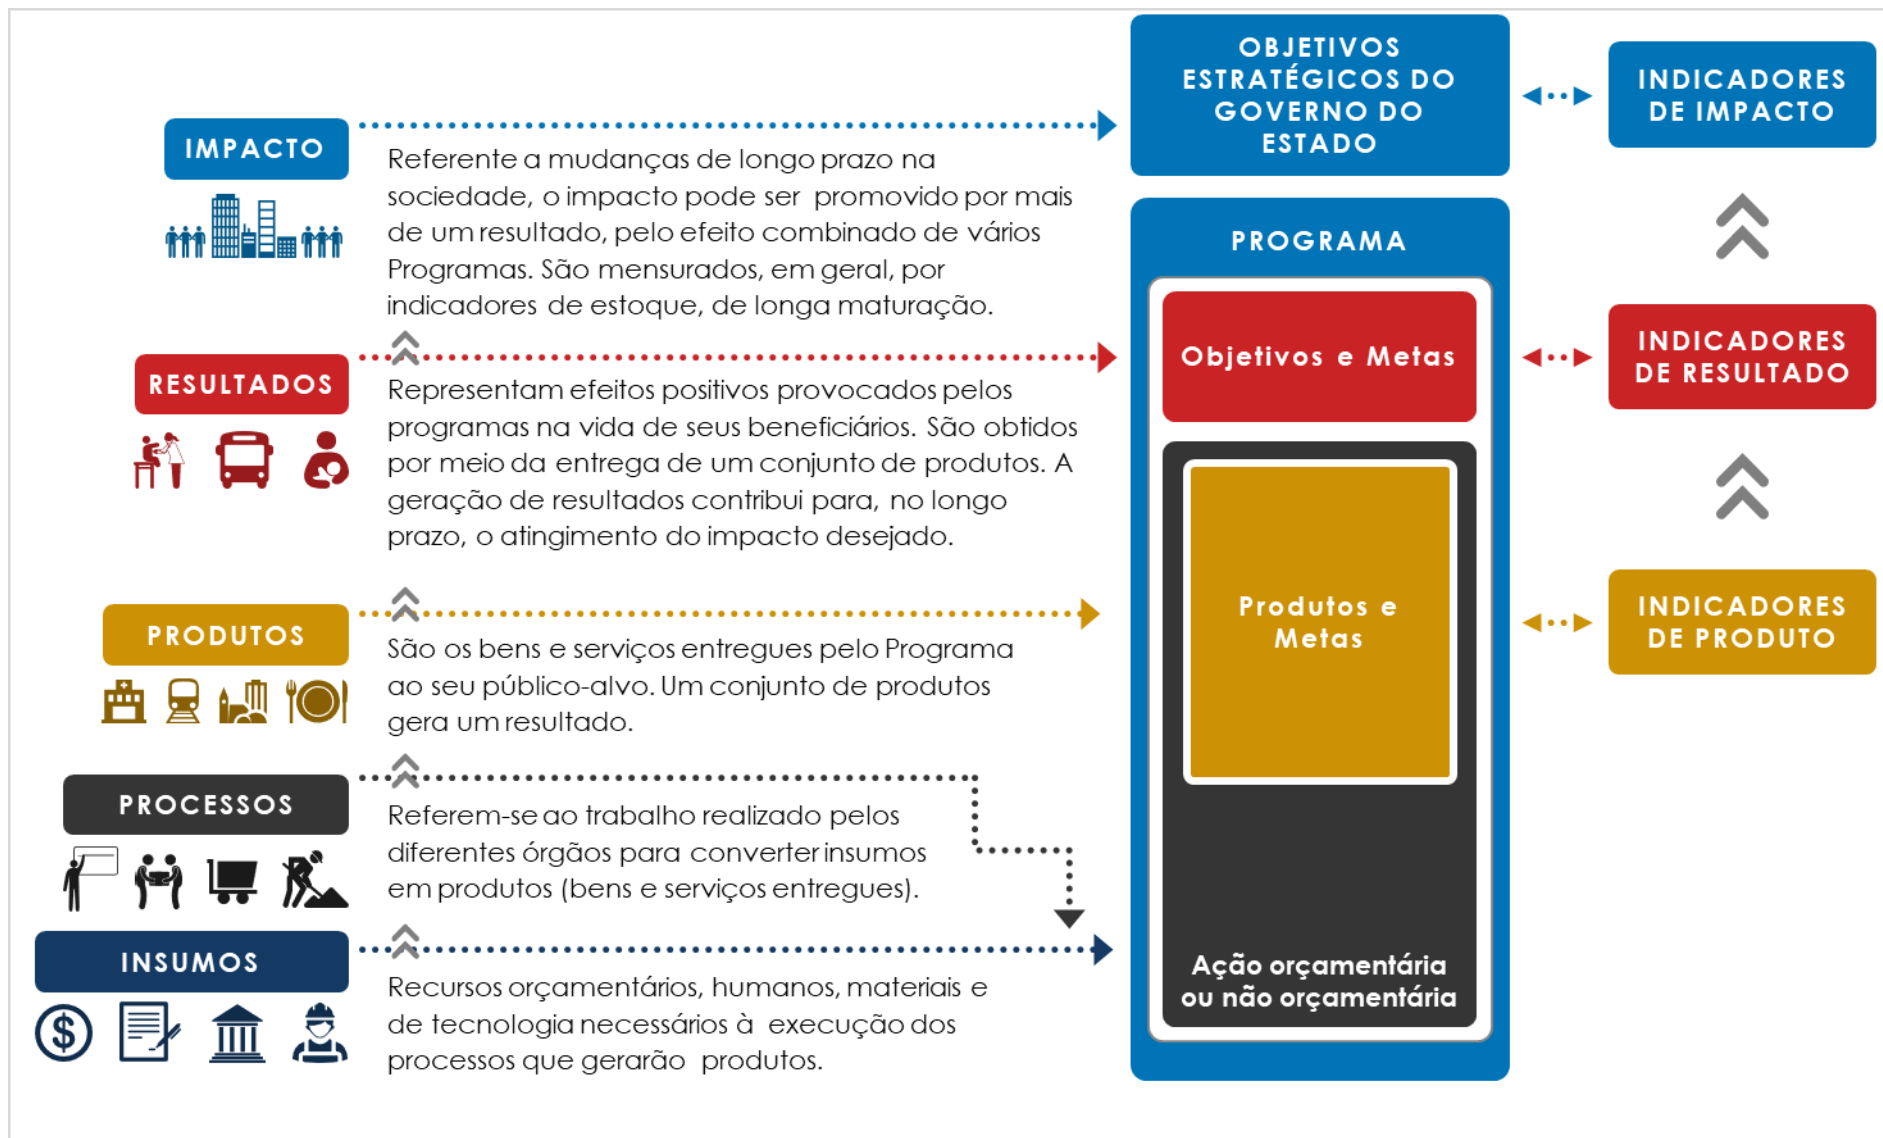 IMPACTO
Referente a mudanças de longo prazo na
sociedade, o impacto pode ser promovido por mais
de um resultado, pelo efeito combinado de vários
Programas. São mensurados, em geral, por
indicadores de estoque, de longa maturação.
RESULTADOS
Representam efeitos positivos provocados pelos
programas na vida de seus beneficiários. São obtidos
por meio da entrega de um conjunto de produtos. A
geração de resultados contribui para, no longo
prazo, o atingimento do impacto desejado.
PRODUTOS
São os bens e serviços entregues pelo Programa
ao seu público-alvo. Um conjunto de produtos
gera um resultado.
PROCESSOS
Referem-se ao trabalho realizado pelos
diferentes órgãos para converter insumos
em produtos (bens e serviços entregues).
INSUMOS
$
Recursos orçamentários, humanos, materiais e
de tecnologia necessários à execução dos
processos que gerarão produtos.
OBJETIVOS
ESTRATÉGICOS DO
GOVERNO DO
ESTADO
PROGRAMA
Objetivos e Metas
Produtos e
Metas
Ação orçamentária
ou não orçamentária
INDICADORES
DE IMPACTO
INDICADORES
DE RESULTADO
INDICADORES
DE PRODUTO